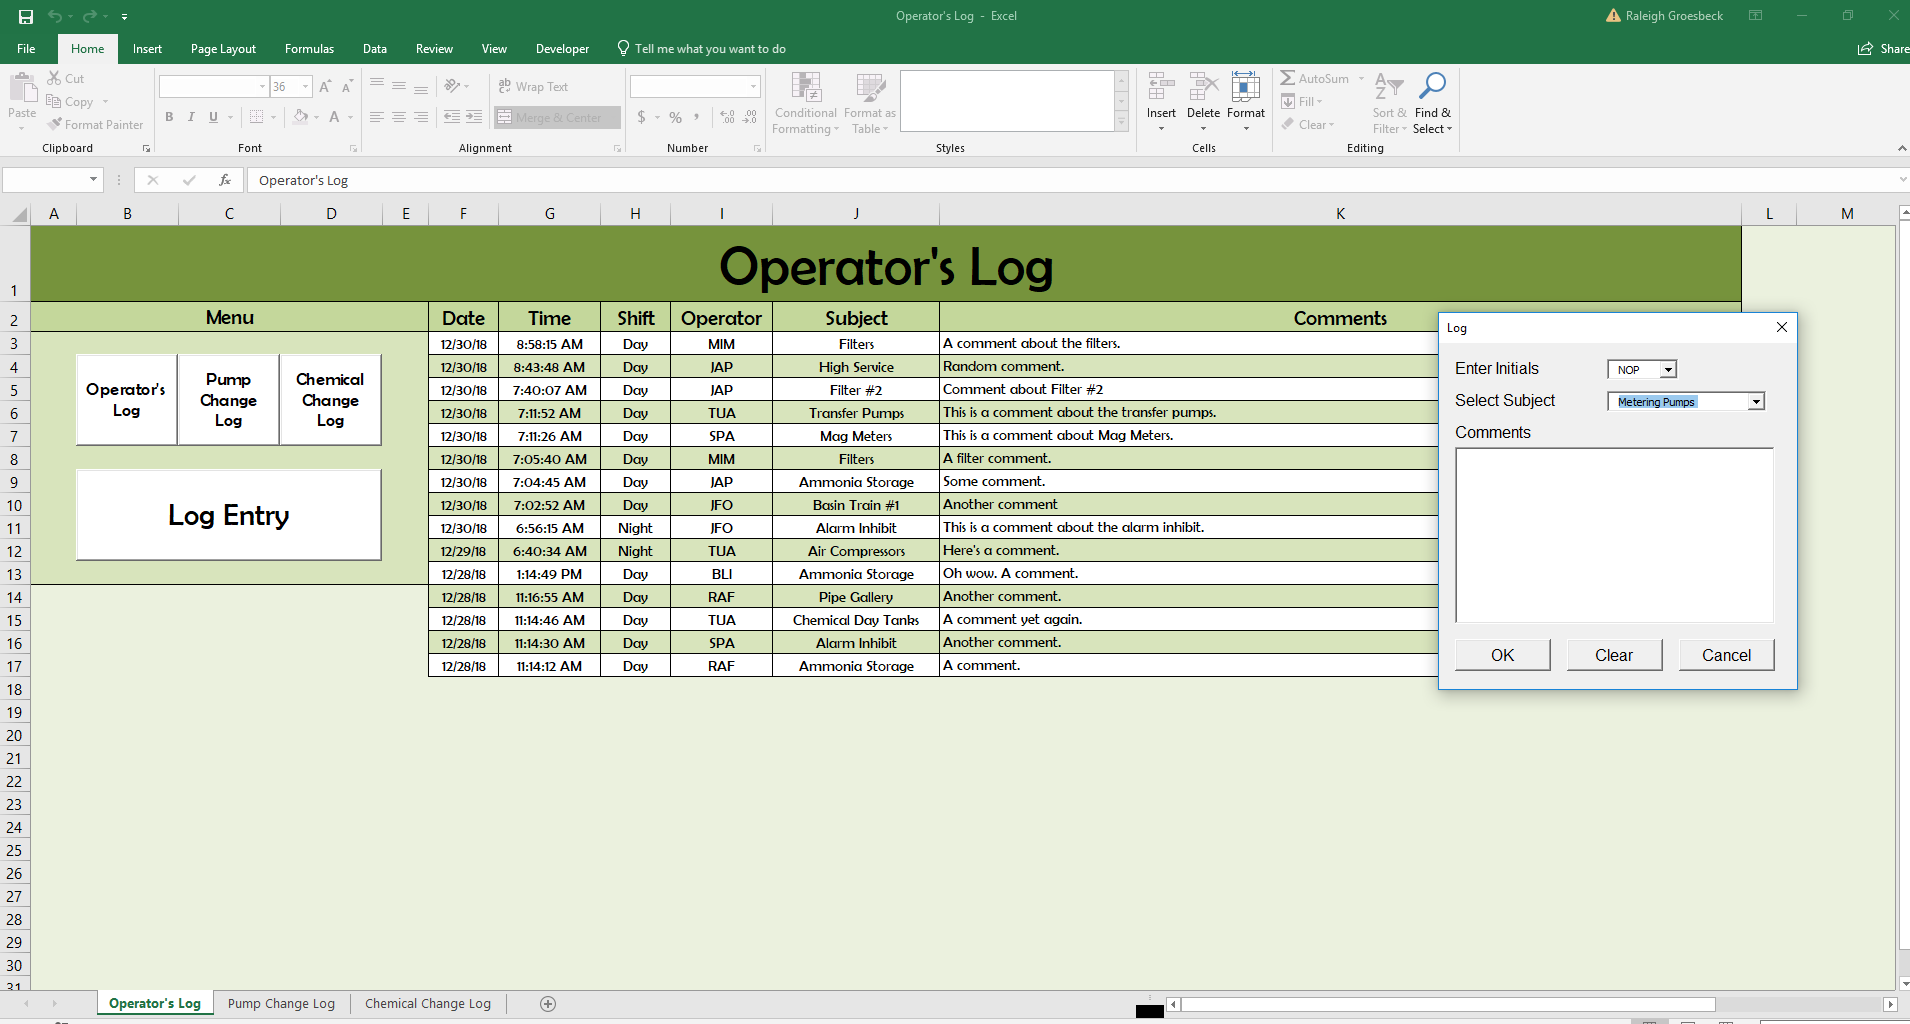 Operator's Log - Excel
Raleigh Groesbeck
File Home Insert Page Layout Formulas Data Review View Developer Tell me what you want to do Share
Paste
Cut
Copy
Format Painter
Clipboard
36 A A
B I U A
Font
ab Wrap Text
Merge & Center
Alignment
$ % , .00 .00
Number
Conditional Formatting
Format as Table
Styles
Insert Delete Format
Cells
AutoSum
Fill
Clear
Sort & Filter
Find & Select
Editing
fx Operator's Log
A B C D E F G H I J K L M
1 Operator's Log
2 Menu Date Time Shift Operator Subject Comments
3 12/30/18 8:58:15 AM Day MIM Filters A comment about the filters.
4 12/30/18 8:43:48 AM Day JAP High Service Random comment.
5 12/30/18 7:40:07 AM Day JAP Filter #2 Comment about Filter #2
6 12/30/18 7:11:52 AM Day TUA Transfer Pumps This is a comment about the transfer pumps.
7 12/30/18 7:11:26 AM Day SPA Mag Meters This is a comment about Mag Meters.
8 12/30/18 7:05:40 AM Day MIM Filters A filter comment.
9 12/30/18 7:04:45 AM Day JAP Ammonia Storage Some comment.
10 12/30/18 7:02:52 AM Day JFO Basin Train #1 Another comment
11 12/30/18 6:56:15 AM Night JFO Alarm Inhibit This is a comment about the alarm inhibit.
12 12/29/18 6:40:34 AM Night TUA Air Compressors Here's a comment.
13 12/28/18 1:14:49 PM Day BLI Ammonia Storage Oh wow. A comment.
14 12/28/18 11:16:55 AM Day RAF Pipe Gallery Another comment.
15 12/28/18 11:14:46 AM Day TUA Chemical Day Tanks A comment yet again.
16 12/28/18 11:14:30 AM Day SPA Alarm Inhibit Another comment.
17 12/28/18 11:14:12 AM Day RAF Ammonia Storage A comment.
18
19
20
21
22
23
24
25
26
27
28
29
30
31
Operator's Log
Pump Change Log
Chemical Change Log
Log Entry
Log
Enter Initials NOP
Select Subject Metering Pumps
Comments
OK Clear Cancel
Operator's Log Pump Change Log Chemical Change Log